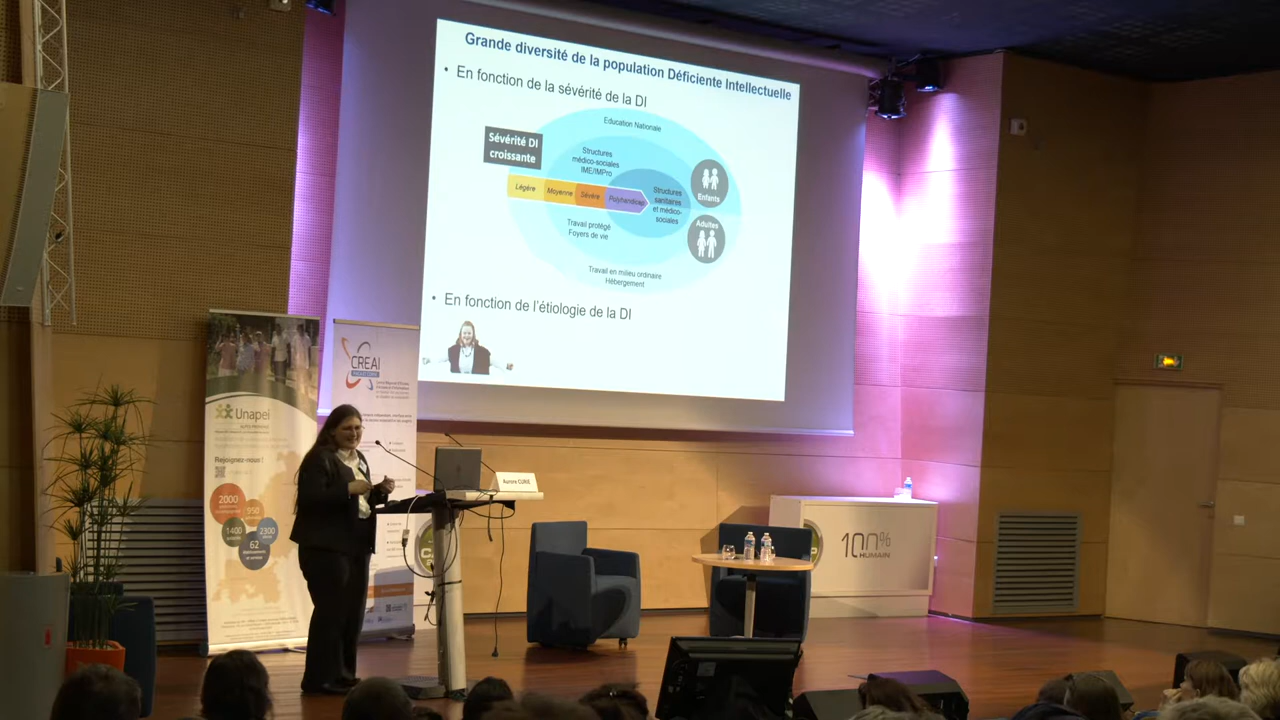 Grande diversité de la population Déficiente Intellectuelle
• En fonction de la sévérité de la DI
Education Nationale
Sévérité DI
croissante
Structures
médico-sociales
IME/IMPro
Légère
Moyenne
Sévère
Polyhandicap
Structures
sanitaires
et médico-
sociales
Enfants
Adultes
Travail protégé
Foyers de vie
Travail en milieu ordinaire
Hébergement
• En fonction de l'étiologie de la DI
CREAI
Unapei
Rejoignez-nous !
2000
950
1400
2300
62
Aurore CURIE
100%
HUMAIN